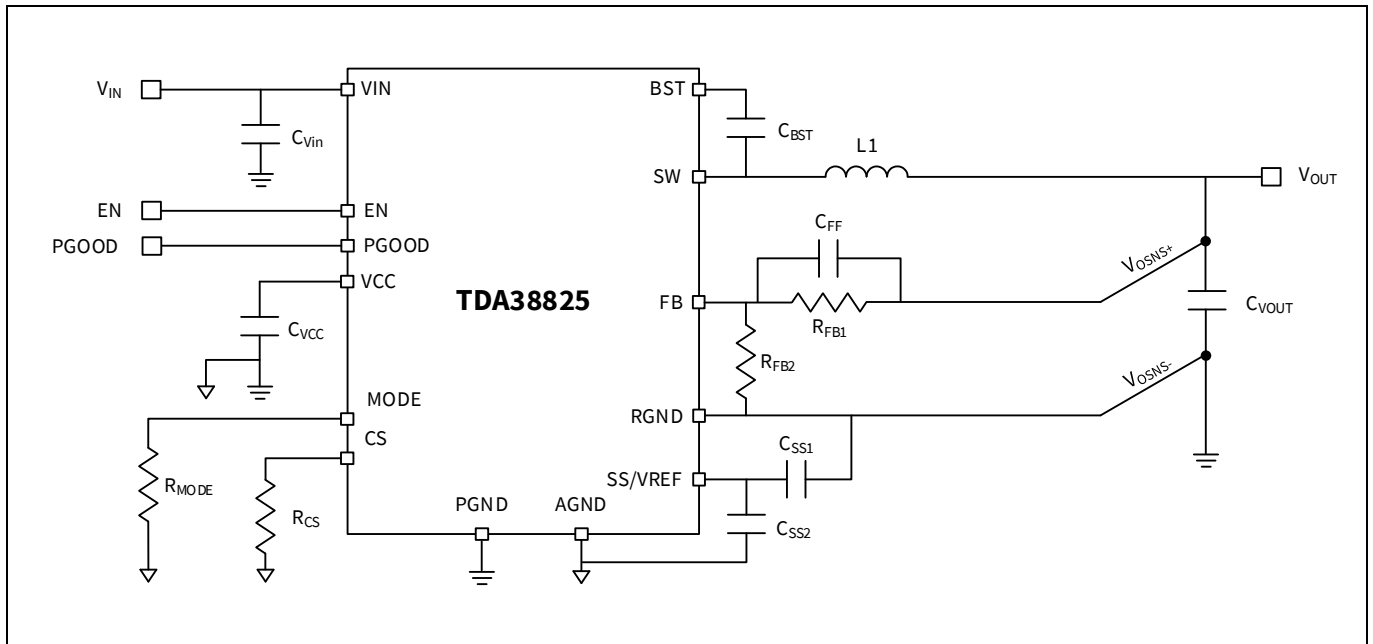 VIN
VIN
BST
CVin
CBST
L1
SW
VOUT
EN
EN
CFF
PGOOD
PGOOD
VOSNS+
VCC
TDA38825
FB
CVOUT
CVCC
RFB1
RFB2
VOSNS-
MODE
RGND
CS
CSS1
SS/VREF
RMODE
PGND
AGND
RCS
CSS2